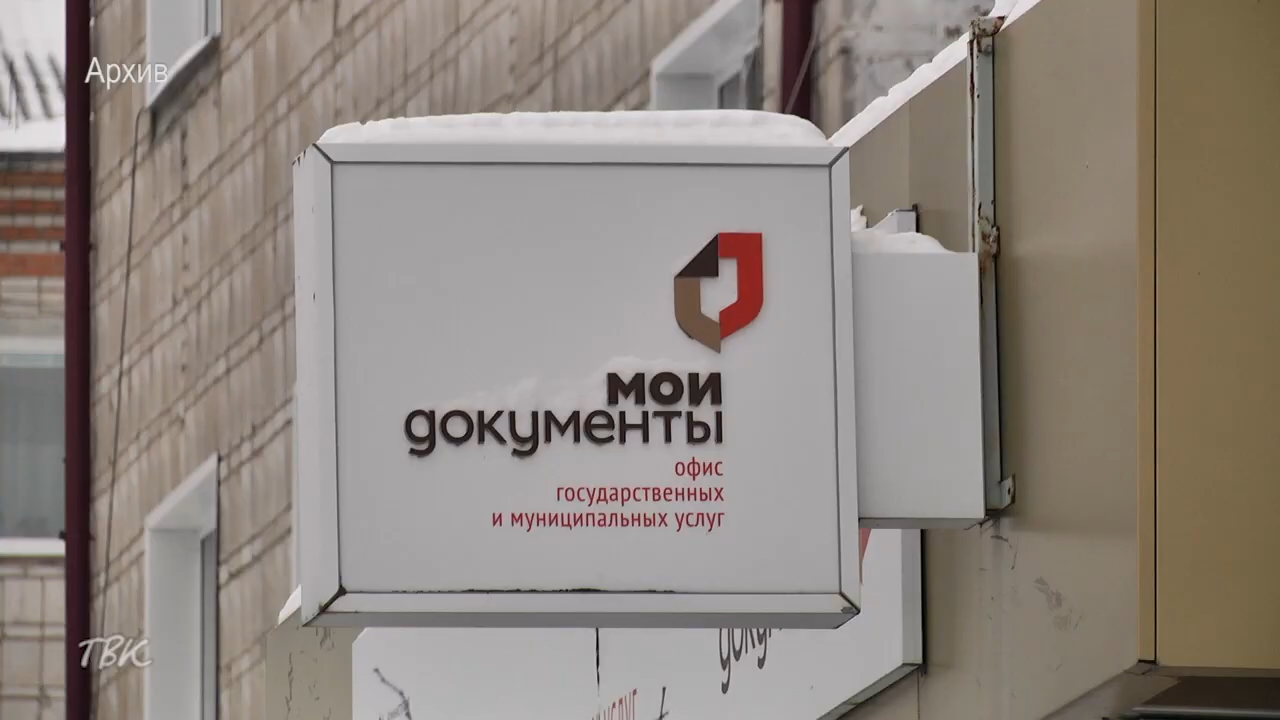 Архив
мои
документы
офис
государственных
и муниципальных услуг
ТВК